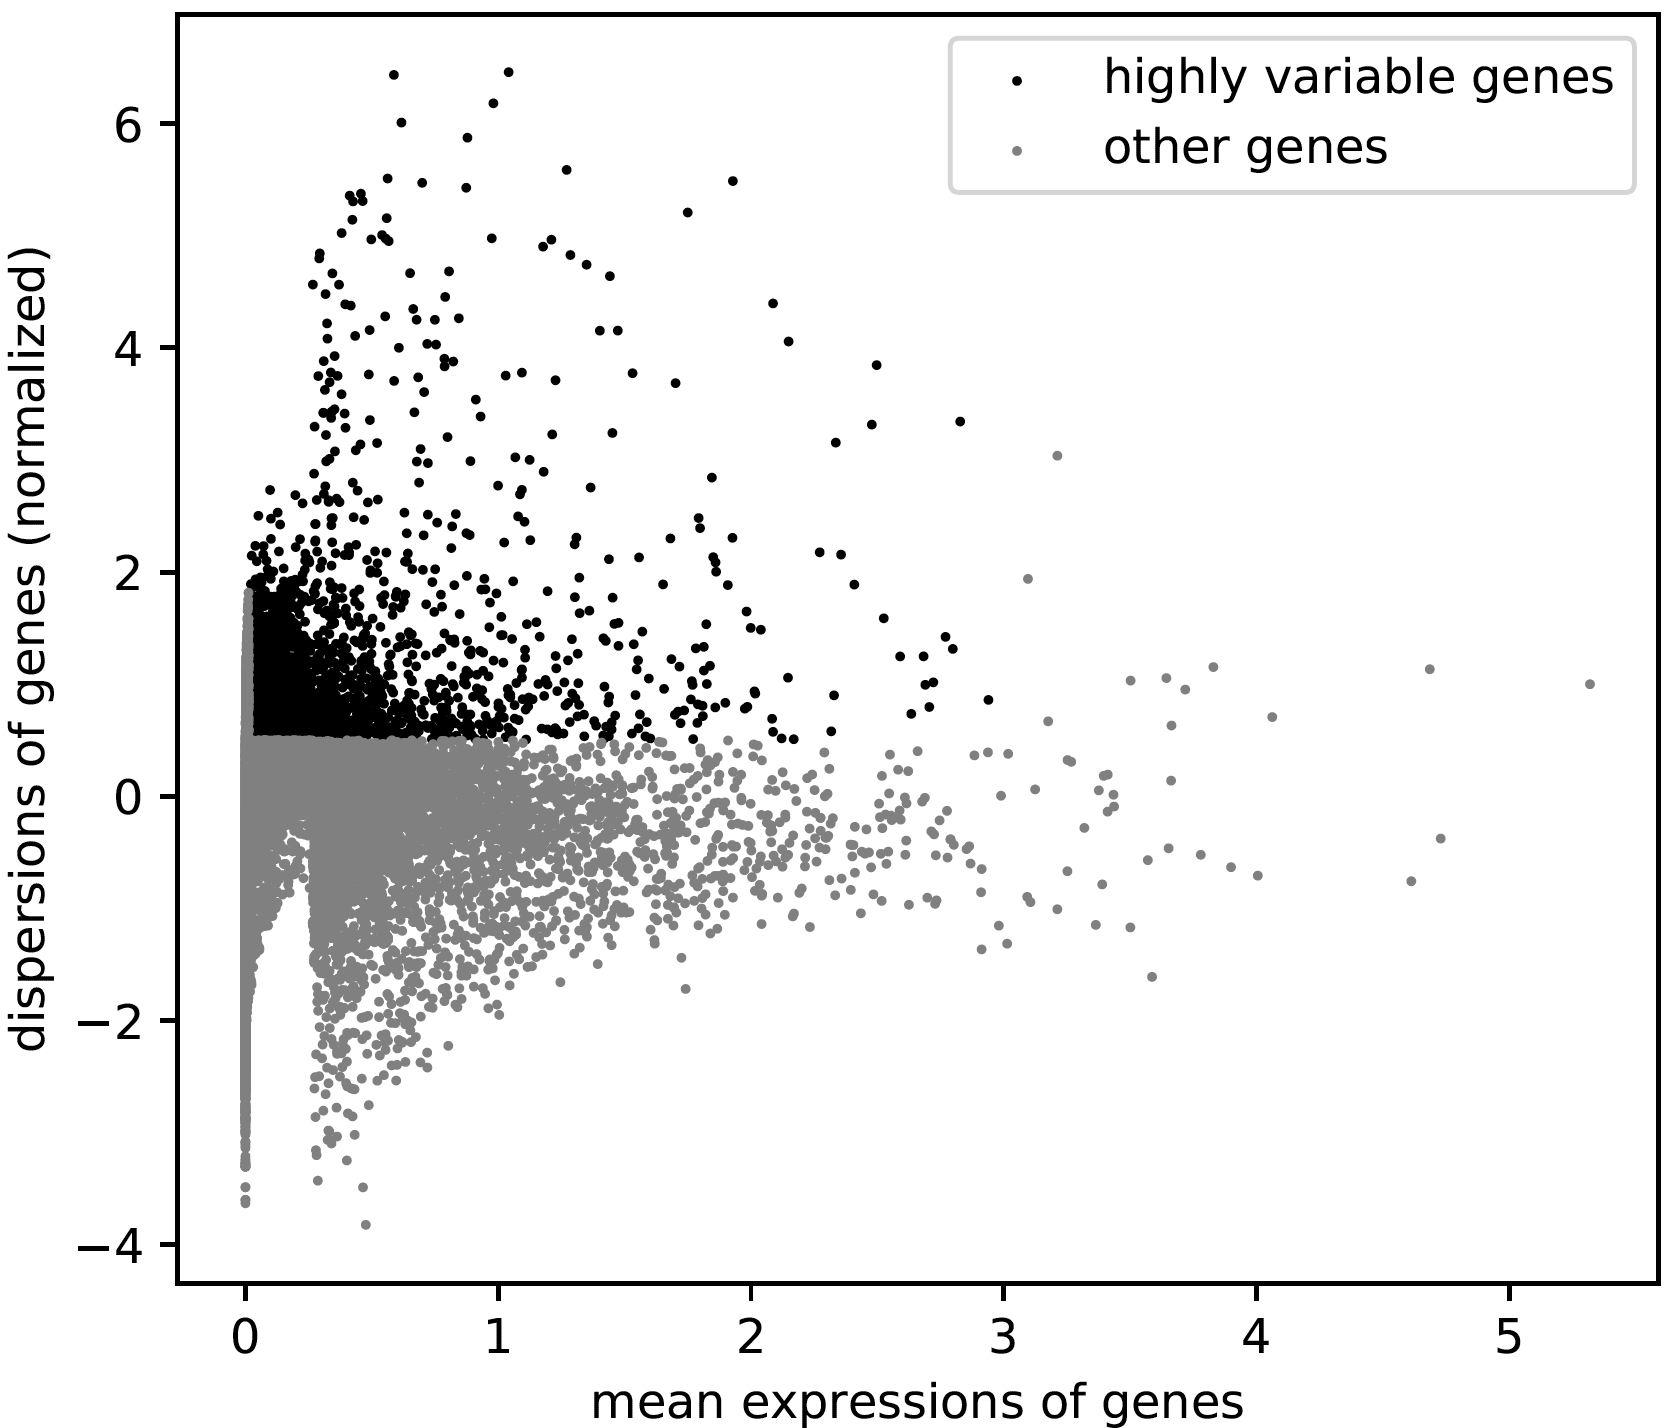 highly variable genes
other genes
dispersions of genes (normalized)
6
4
2
0
−2
−4
0 1 2 3 4 5
mean expressions of genes